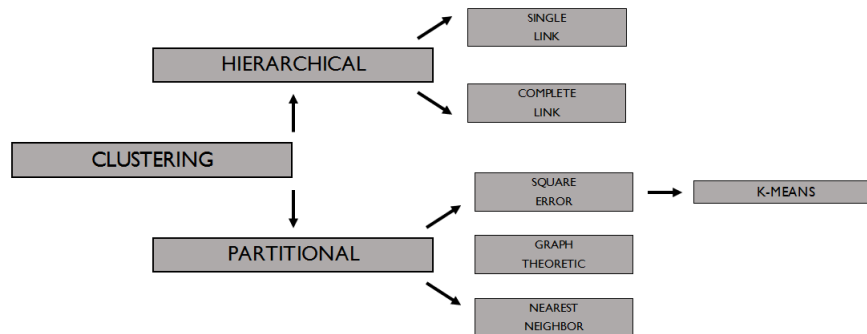 SINGLE
LINK
HIERARCHICAL
COMPLETE
LINK
CLUSTERING
SQUARE
ERROR
K-MEANS
PARTITIONAL
GRAPH
THEORETIC
NEAREST
NEIGHBOR